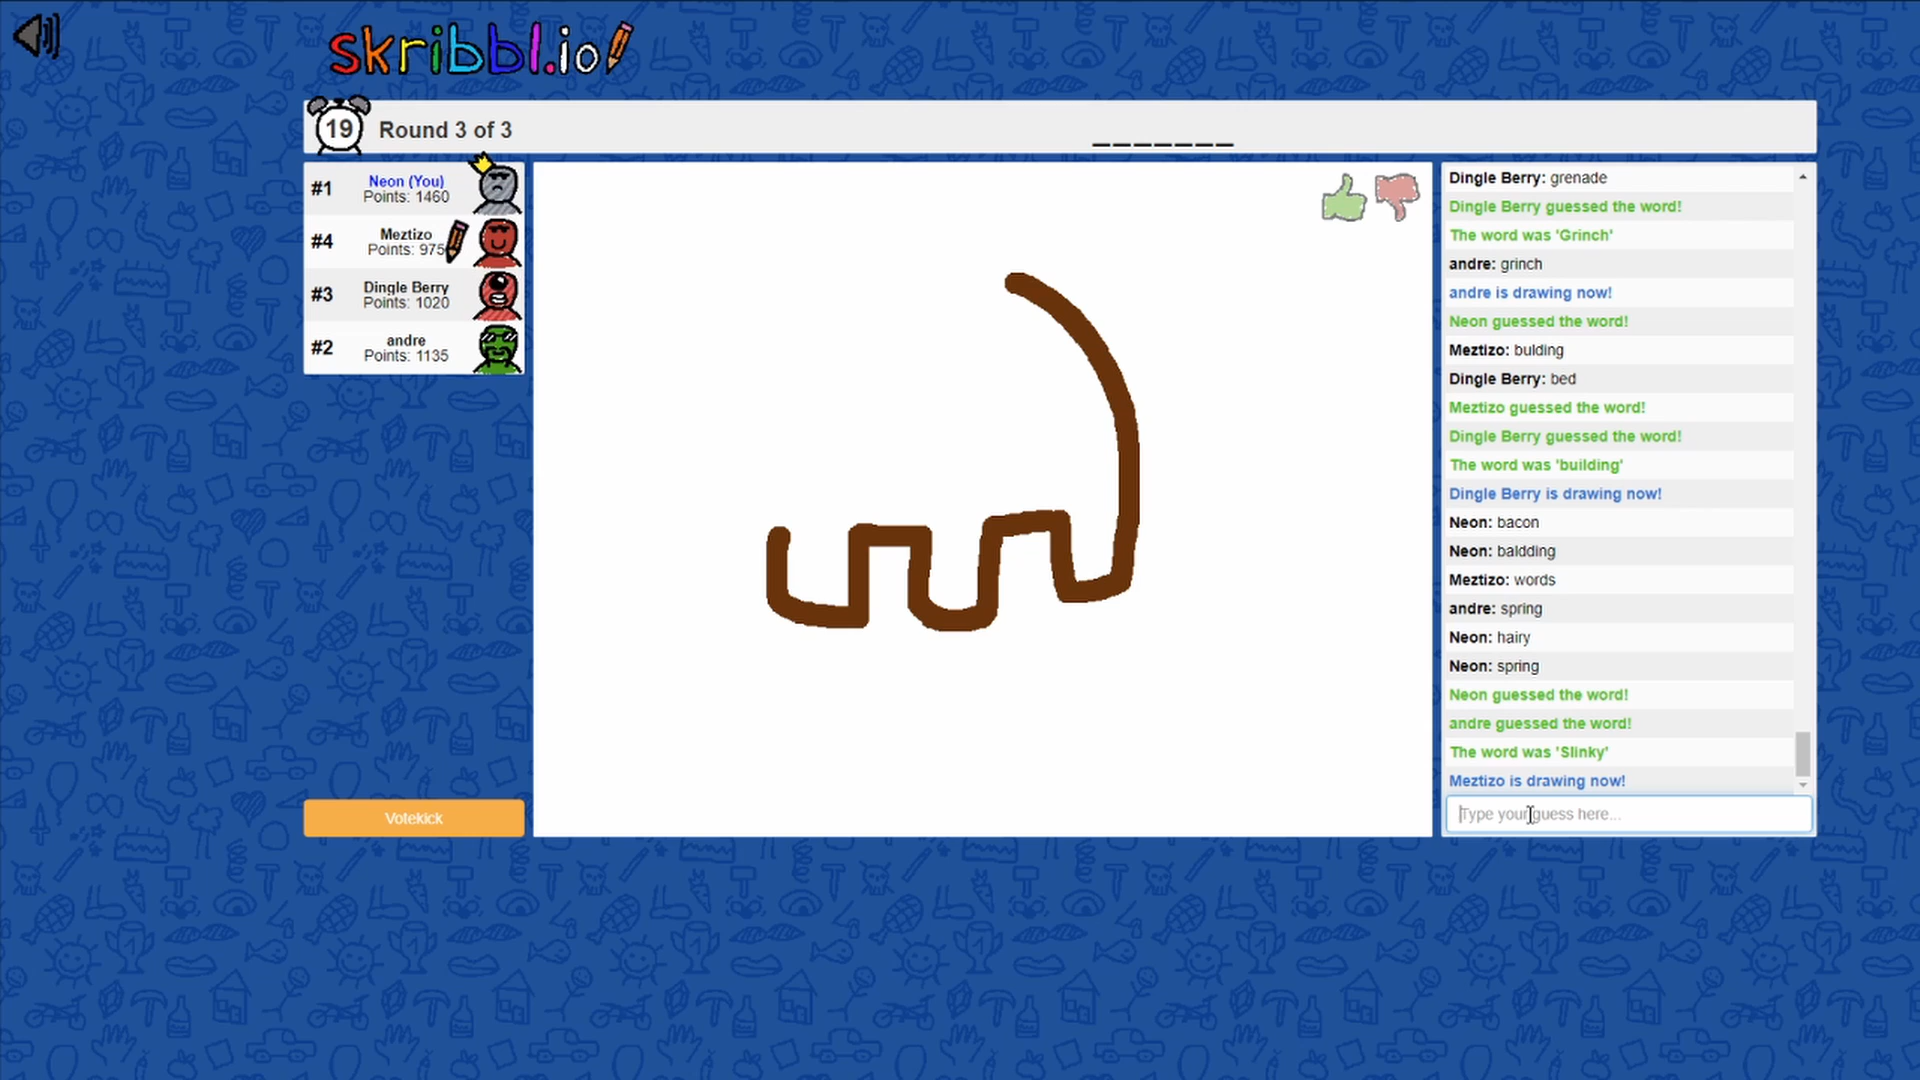 skribbl.io
19 Round 3 of 3 _______
#1 Neon (You)
Points: 1460
#4 Meztizo
Points: 975
#3 Dingle Berry
Points: 1020
#2 andre
Points: 1135
Votekick
Dingle Berry: grenade
Dingle Berry guessed the word!
The word was 'Grinch'
andre: grinch
andre is drawing now!
Neon guessed the word!
Meztizo: bulding
Dingle Berry: bed
Meztizo guessed the word!
Dingle Berry guessed the word!
The word was 'building'
Dingle Berry is drawing now!
Neon: bacon
Neon: baldding
Meztizo: words
andre: spring
Neon: hairy
Neon: spring
Neon guessed the word!
andre guessed the word!
The word was 'Slinky'
Meztizo is drawing now!
Type your guess here...